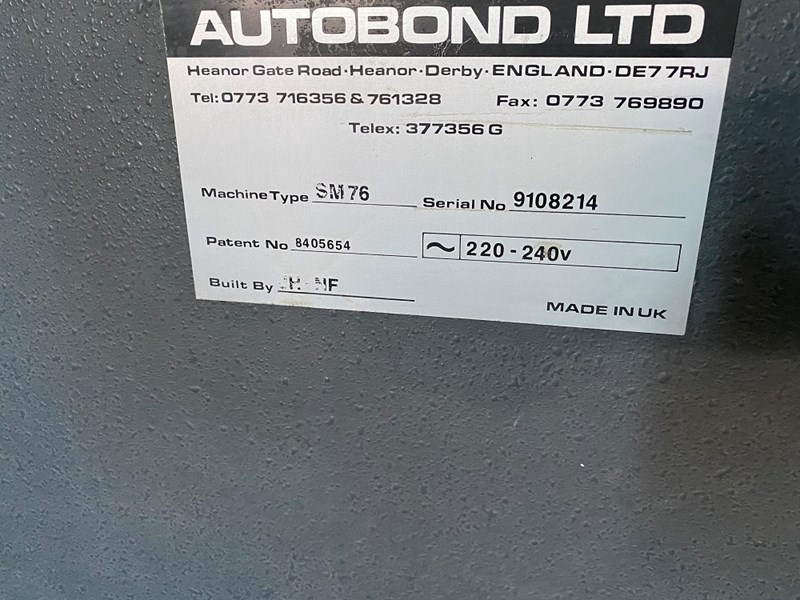 AUTOBOND LTD
Heanor Gate Road·Heanor·Derby·ENGLAND·DE7 7RJ
Tel: 0773 716356 & 761328 Fax: 0773 769890
Telex: 377356 G
Machine Type SM76 Serial No 9108214
Patent No 8405654 ~ 220-240v
Built By
MADE IN UK